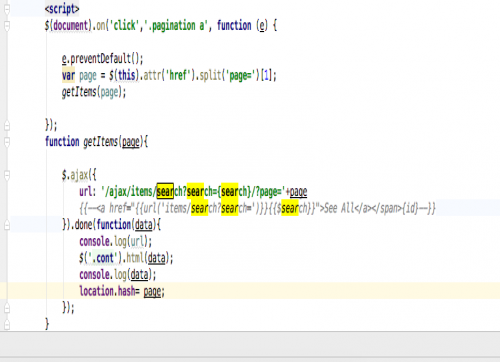 <script>
$(document).on('click','.pagination a', function (e) {
e.preventDefault();
var page = $(this).attr('href').split('page=')[1];
getItems(page);
});
function getItems(page){
$.ajax({
url: '/ajax/items/search?search={search}/?page='+page
{{--<a href="{{url('items/search?search=')}}{{$search}}">See All</a></span>{id}--}}
}).done(function(data){
console.log(url);
$('.cont').html(data);
console.log(data);
location.hash= page;
});
}